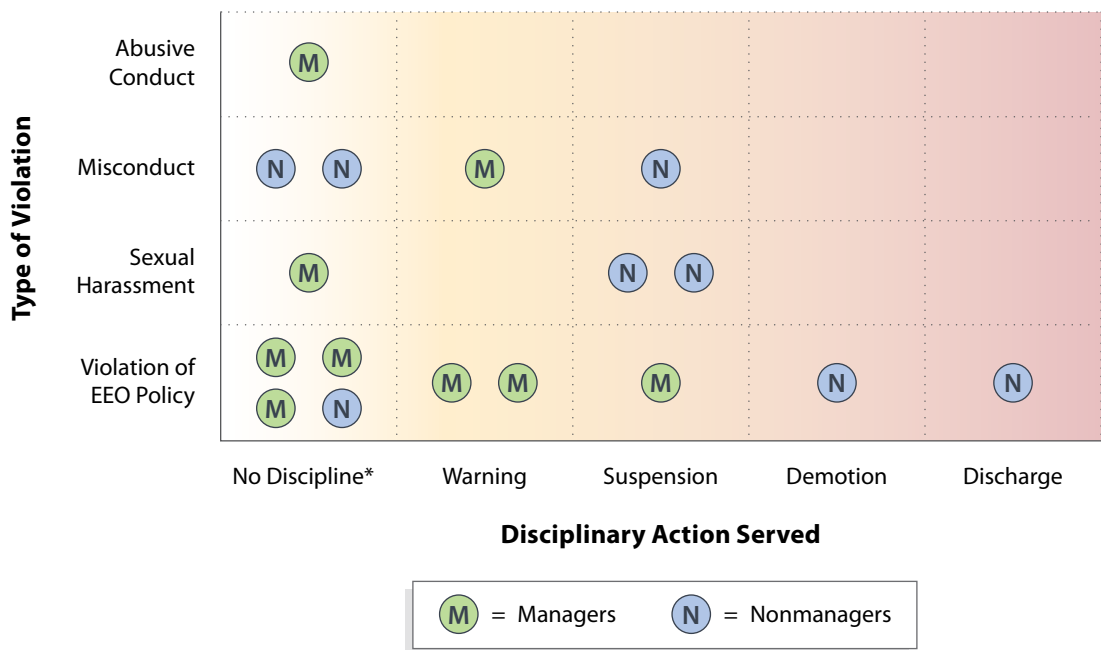 Type of Violation
Abusive
Conduct
M
Misconduct
N N M N
Sexual
Harassment
M N N
Violation of
EEO Policy
M M
M N
M M M N N
No Discipline* Warning Suspension Demotion Discharge
Disciplinary Action Served
M = Managers N = Nonmanagers